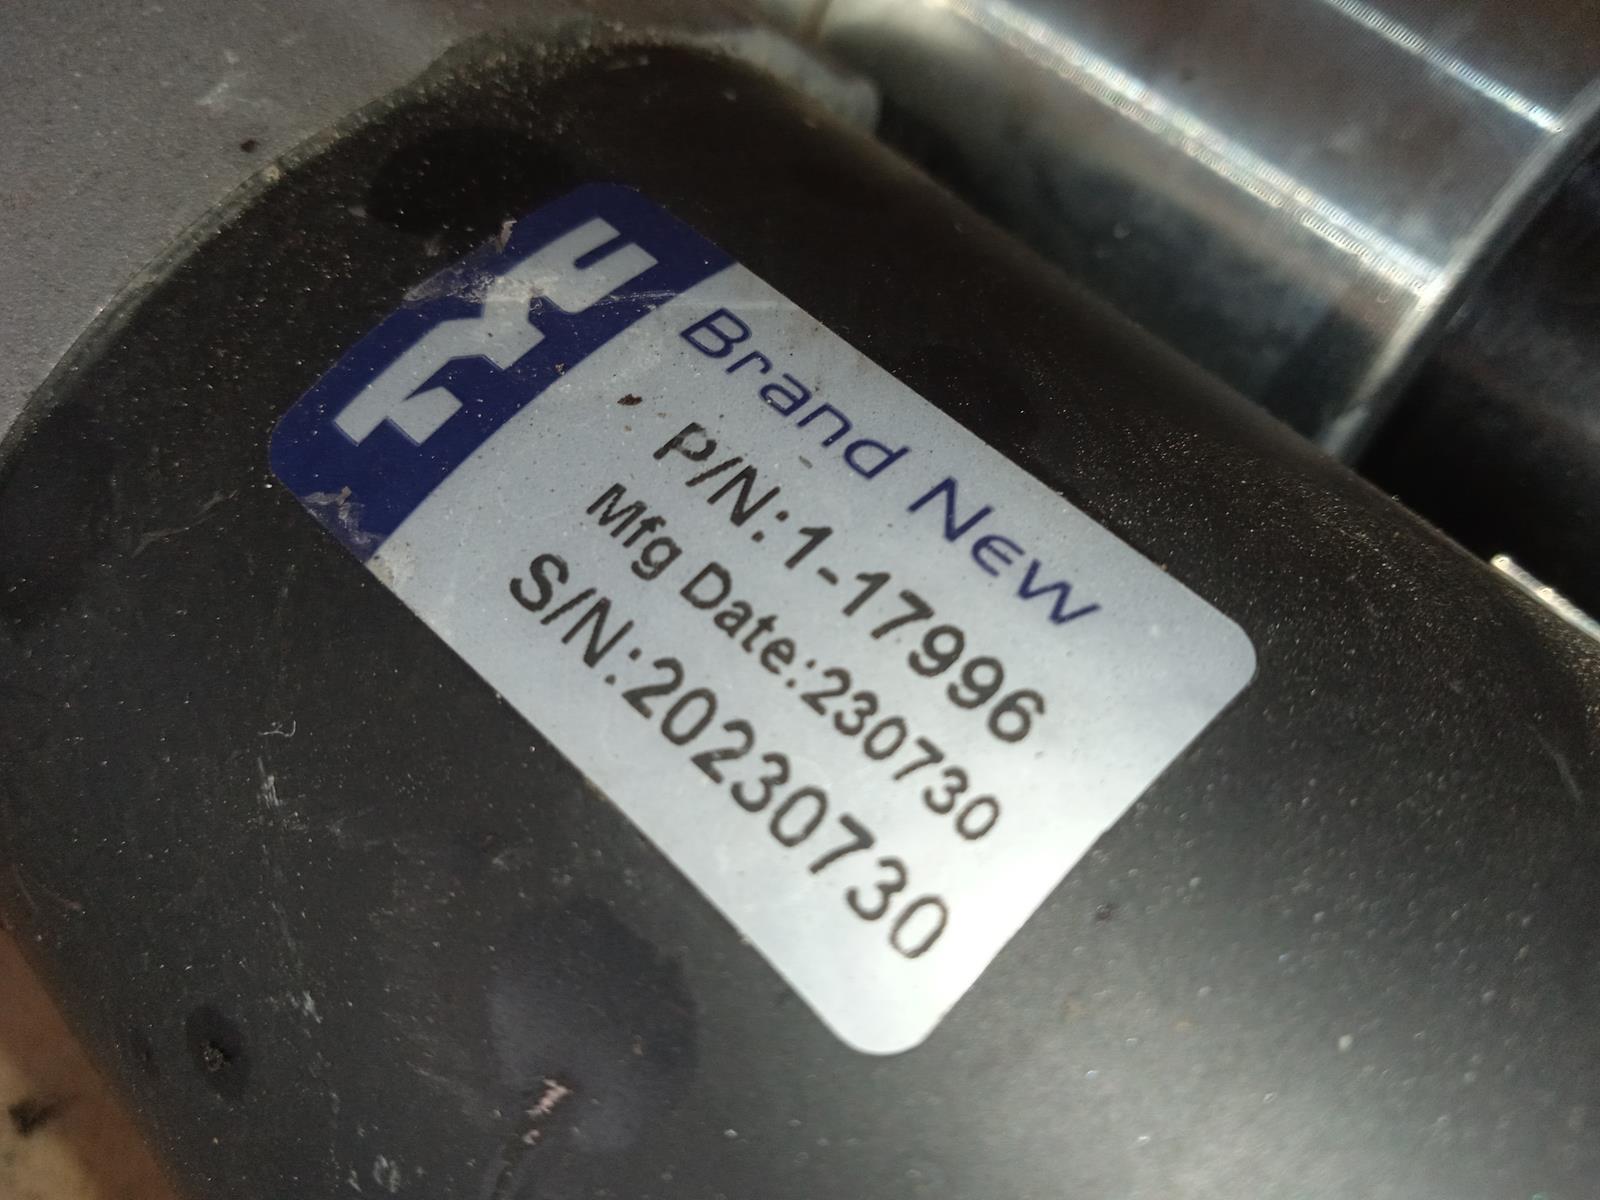 Brand New
P/N:1-17996
Mfg Date:230730
S/N:20230730